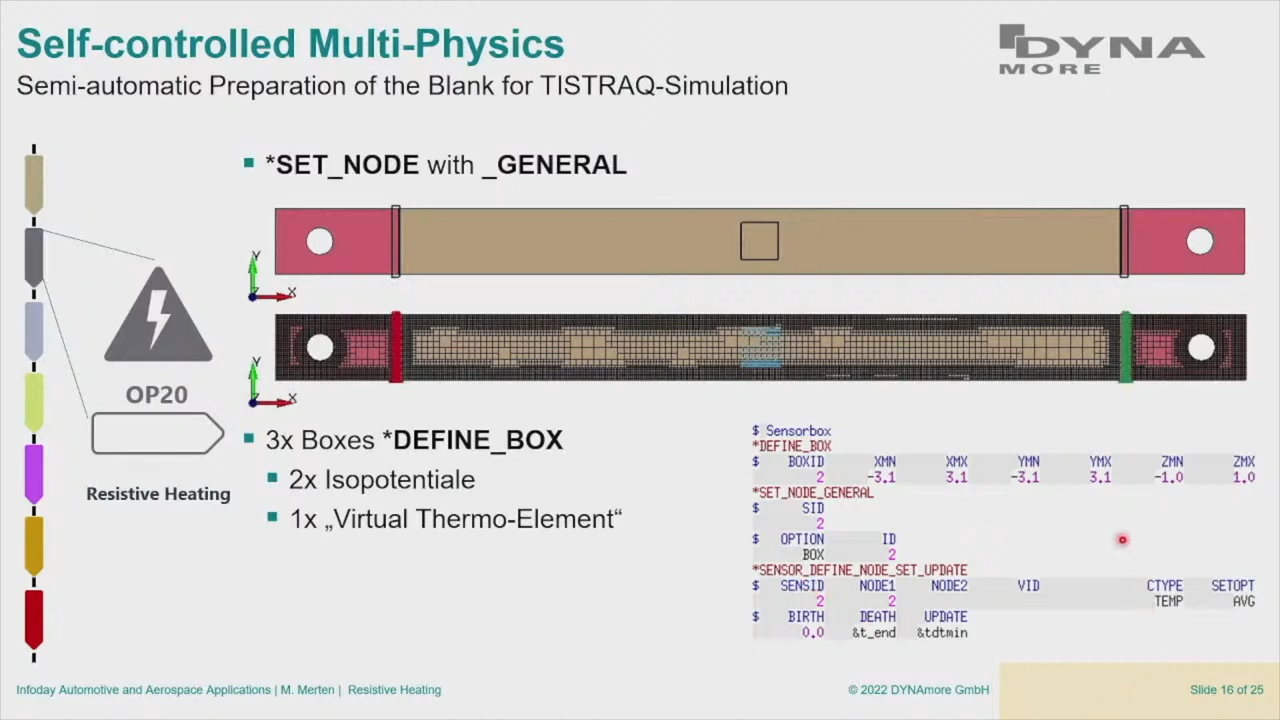 Self-controlled Multi-Physics
DYNA
MORE
Semi-automatic Preparation of the Blank for TISTRAQ-Simulation
*SET_NODE with _GENERAL
Y
X
Y
X
OP20
Resistive Heating
3x Boxes *DEFINE_BOX
2x Isopotentiale
1x „Virtual Thermo-Element“
$ Sensorbox
*DEFINE_BOX
$ BOXID XMN XMX YMN YMX ZMN ZMX
2 -3.1 3.1 -3.1 3.1 -1.0 1.0
*SET_NODE_GENERAL
$ SID
2
$ OPTION ID
BOX 2
*SENSOR_DEFINE_NODE_SET_UPDATE
$ SENSID NODE1 NODE2 VID CTYPE SETOPT
2 2 TEMP AVG
$ BIRTH DEATH UPDATE
0.0 &t_end &tdtmin
Infoday Automotive and Aerospace Applications | M. Merten | Resistive Heating
© 2022 DYNAmore GmbH
Slide 16 of 25